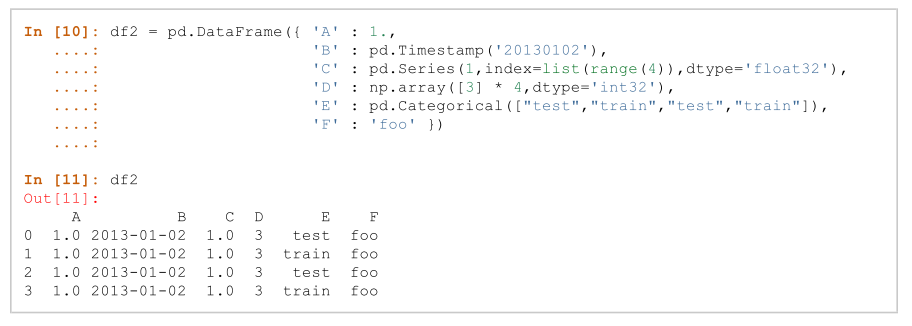 In [10]: df2 = pd.DataFrame({ 'A' : 1.,
   ....:                      'B' : pd.Timestamp('20130102'),
   ....:                      'C' : pd.Series(1,index=list(range(4)),dtype='float32'),
   ....:                      'D' : np.array([3] * 4,dtype='int32'),
   ....:                      'E' : pd.Categorical(["test","train","test","train"]),
   ....:                      'F' : 'foo' })
   ....:
In [11]: df2
Out[11]:
     A          B    C  D      E    F
0  1.0 2013-01-02  1.0  3   test  foo
1  1.0 2013-01-02  1.0  3  train  foo
2  1.0 2013-01-02  1.0  3   test  foo
3  1.0 2013-01-02  1.0  3  train  foo